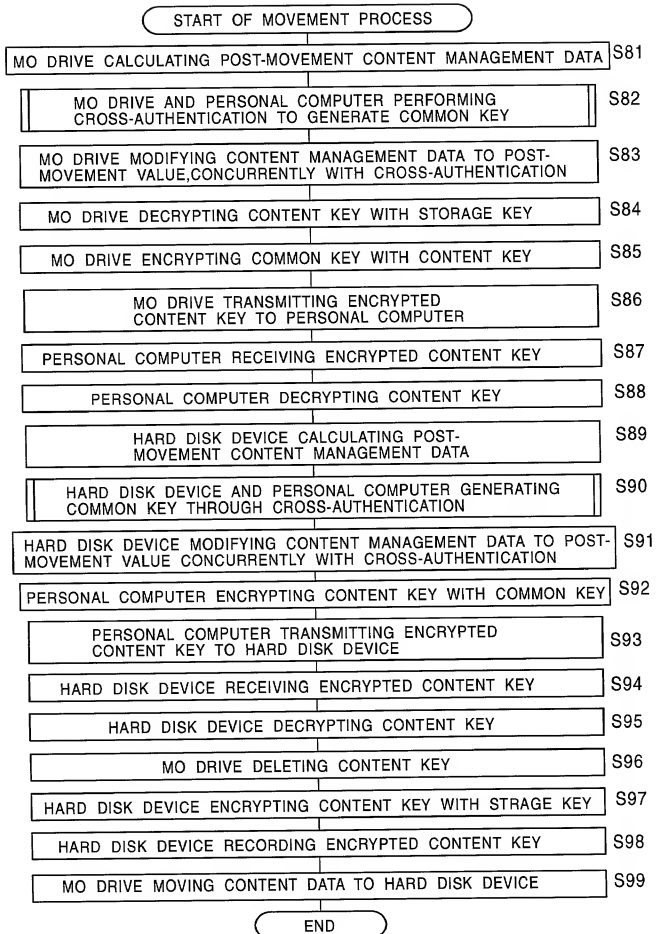 START OF MOVEMENT PROCESS
MO DRIVE CALCULATING POST-MOVEMENT CONTENT MANAGEMENT DATA S81
MO DRIVE AND PERSONAL COMPUTER PERFORMING S82
CROSS-AUTHENTICATION TO GENERATE COMMON KEY
MO DRIVE MODIFYING CONTENT MANAGEMENT DATA TO POST- S83
MOVEMENT VALUE,CONCURRENTLY WITH CROSS-AUTHENTICATION
MO DRIVE DECRYPTING CONTENT KEY WITH STORAGE KEY S84
MO DRIVE ENCRYPTING COMMON KEY WITH CONTENT KEY S85
MO DRIVE TRANSMITTING ENCRYPTED S86
CONTENT KEY TO PERSONAL COMPUTER
PERSONAL COMPUTER RECEIVING ENCRYPTED CONTENT KEY S87
PERSONAL COMPUTER DECRYPTING CONTENT KEY S88
HARD DISK DEVICE CALCULATING POST- S89
MOVEMENT CONTENT MANAGEMENT DATA
HARD DISK DEVICE AND PERSONAL COMPUTER GENERATING S90
COMMON KEY THROUGH CROSS-AUTHENTICATION
HARD DISK DEVICE MODIFYING CONTENT MANAGEMENT DATA TO POST- S91
MOVEMENT VALUE CONCURRENTLY WITH CROSS-AUTHENTICATION
PERSONAL COMPUTER ENCRYPTING CONTENT KEY WITH COMMON KEY S92
PERSONAL COMPUTER TRANSMITTING ENCRYPTED S93
CONTENT KEY TO HARD DISK DEVICE
HARD DISK DEVICE RECEIVING ENCRYPTED CONTENT KEY S94
HARD DISK DEVICE DECRYPTING CONTENT KEY S95
MO DRIVE DELETING CONTENT KEY S96
HARD DISK DEVICE ENCRYPTING CONTENT KEY WITH STRAGE KEY S97
HARD DISK DEVICE RECORDING ENCRYPTED CONTENT KEY S98
MO DRIVE MOVING CONTENT DATA TO HARD DISK DEVICE S99
END